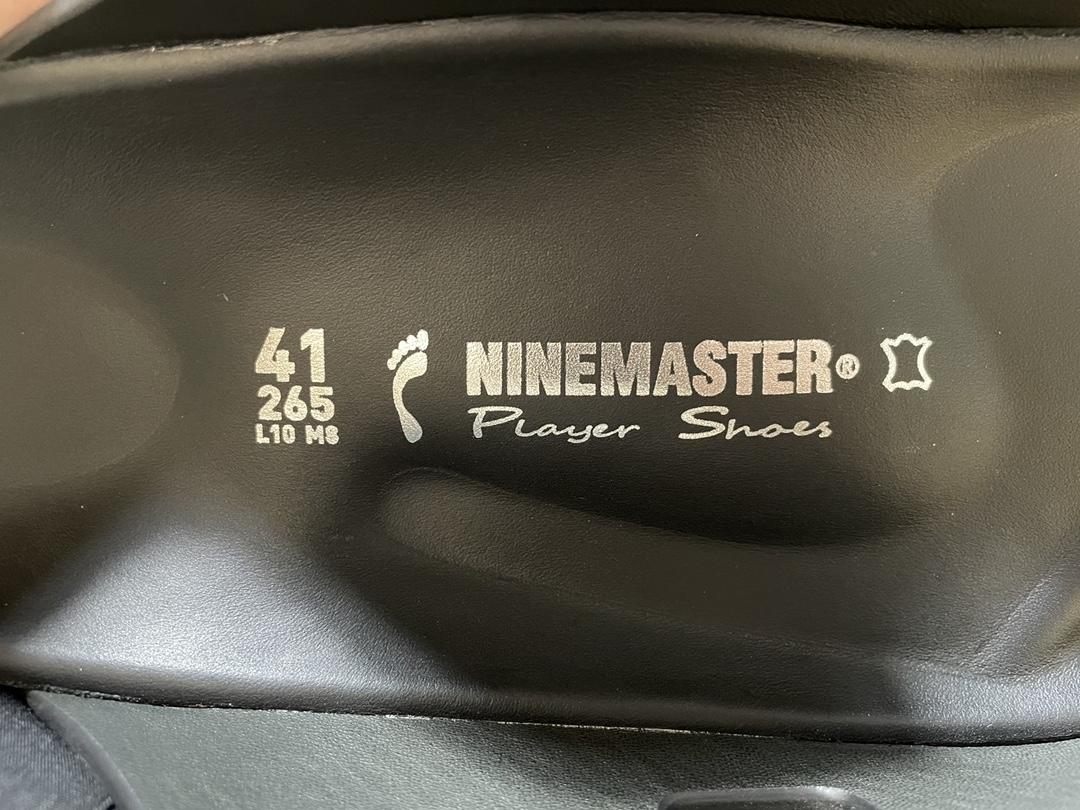 41
265
L10 M8
NINEMASTER®
Player Shoes